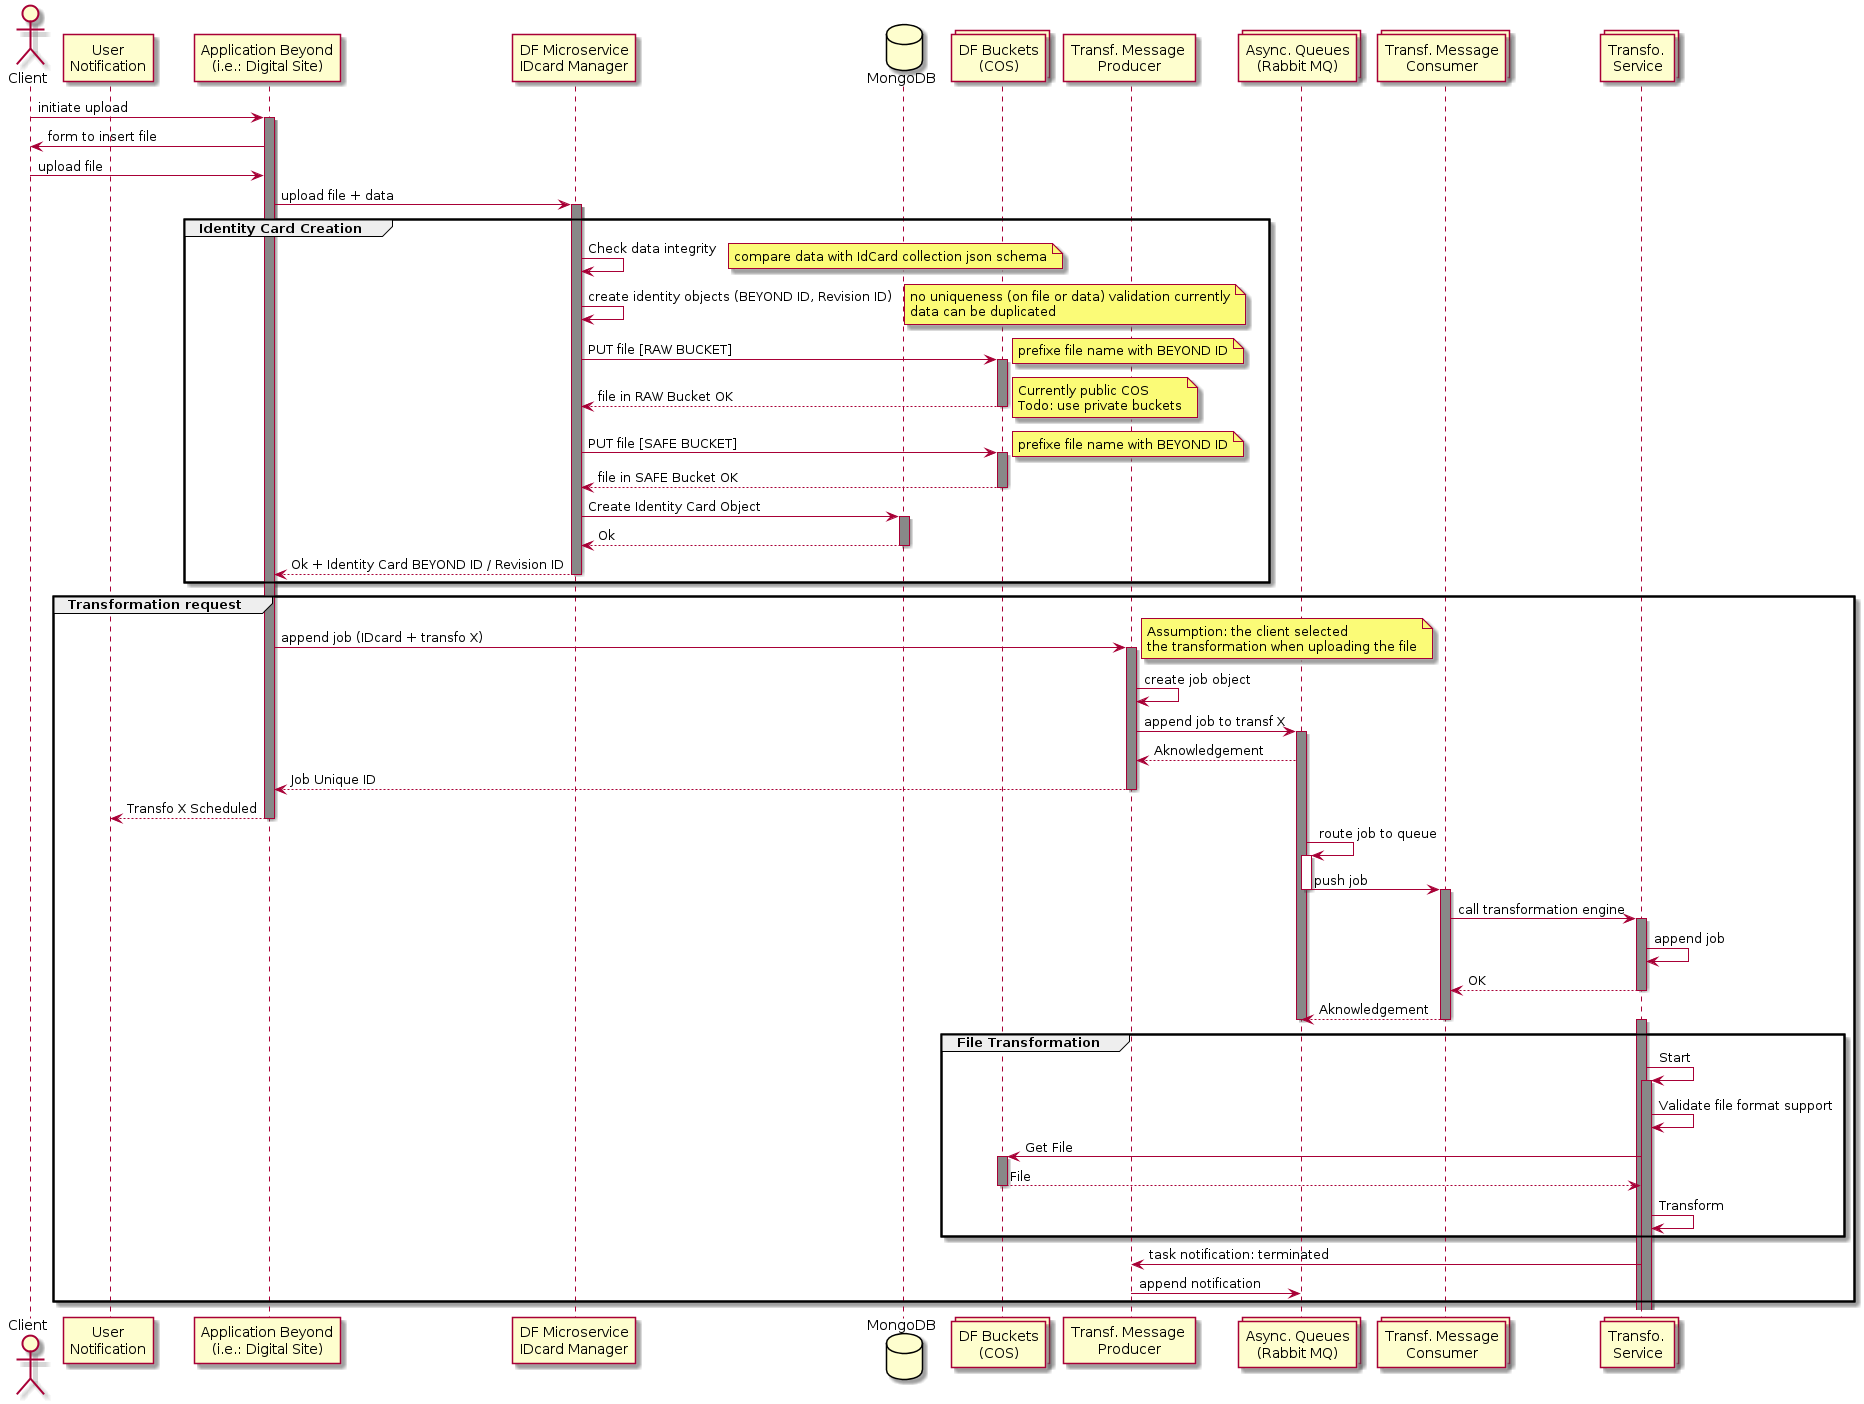 Client
User
Notification
Application Beyond
(i.e.: Digital Site)
DF Microservice
IDcard Manager
MongoDB
DF Buckets
(COS)
Transf. Message
Producer
Async. Queues
(Rabbit MQ)
Transf. Message
Consumer
Transfo.
Service
initiate upload
form to insert file
upload file
upload file + data
Identity Card Creation
Check data integrity
compare data with IdCard collection json schema
create identity objects (BEYOND ID, Revision ID)
no uniqueness (on file or data) validation currently
data can be duplicated
PUT file [RAW BUCKET]
prefixe file name with BEYOND ID
file in RAW Bucket OK
Currently public COS
Todo: use private buckets
PUT file [SAFE BUCKET]
prefixe file name with BEYOND ID
file in SAFE Bucket OK
Create Identity Card Object
Ok
Ok + Identity Card BEYOND ID / Revision ID
Transformation request
append job (IDcard + transfo X)
Assumption: the client selected
the transformation when uploading the file
create job object
append job to transf X
Aknowledgement
Job Unique ID
Transfo X Scheduled
route job to queue
push job
call transformation engine
append job
OK
Aknowledgement
File Transformation
Start
Validate file format support
Get File
File
Transform
task notification: terminated
append notification
Client
User
Notification
Application Beyond
(i.e.: Digital Site)
DF Microservice
IDcard Manager
MongoDB
DF Buckets
(COS)
Transf. Message
Producer
Async. Queues
(Rabbit MQ)
Transf. Message
Consumer
Transfo.
Service